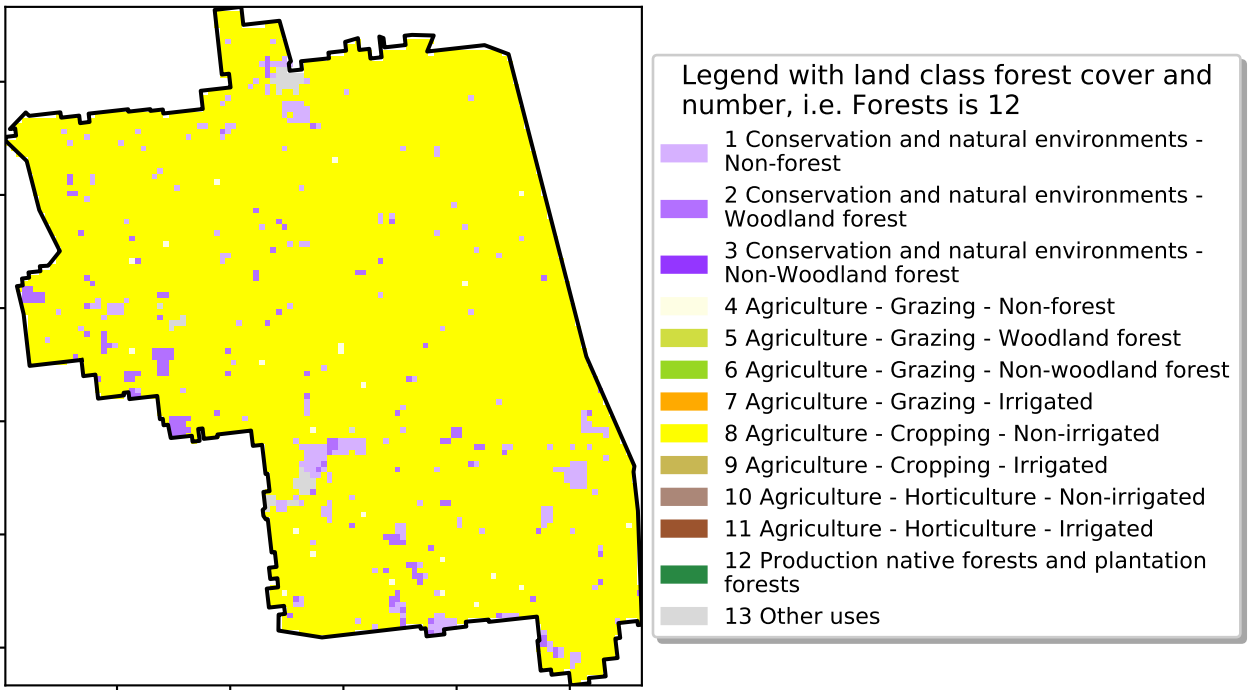 Legend with land class forest cover and
number, i.e. Forests is 12
1 Conservation and natural environments -
Non-forest
2 Conservation and natural environments -
Woodland forest
3 Conservation and natural environments -
Non-Woodland forest
4 Agriculture - Grazing - Non-forest
5 Agriculture - Grazing - Woodland forest
6 Agriculture - Grazing - Non-woodland forest
7 Agriculture - Grazing - Irrigated
8 Agriculture - Cropping - Non-irrigated
9 Agriculture - Cropping - Irrigated
10 Agriculture - Horticulture - Non-irrigated
11 Agriculture - Horticulture - Irrigated
12 Production native forests and plantation
forests
13 Other uses